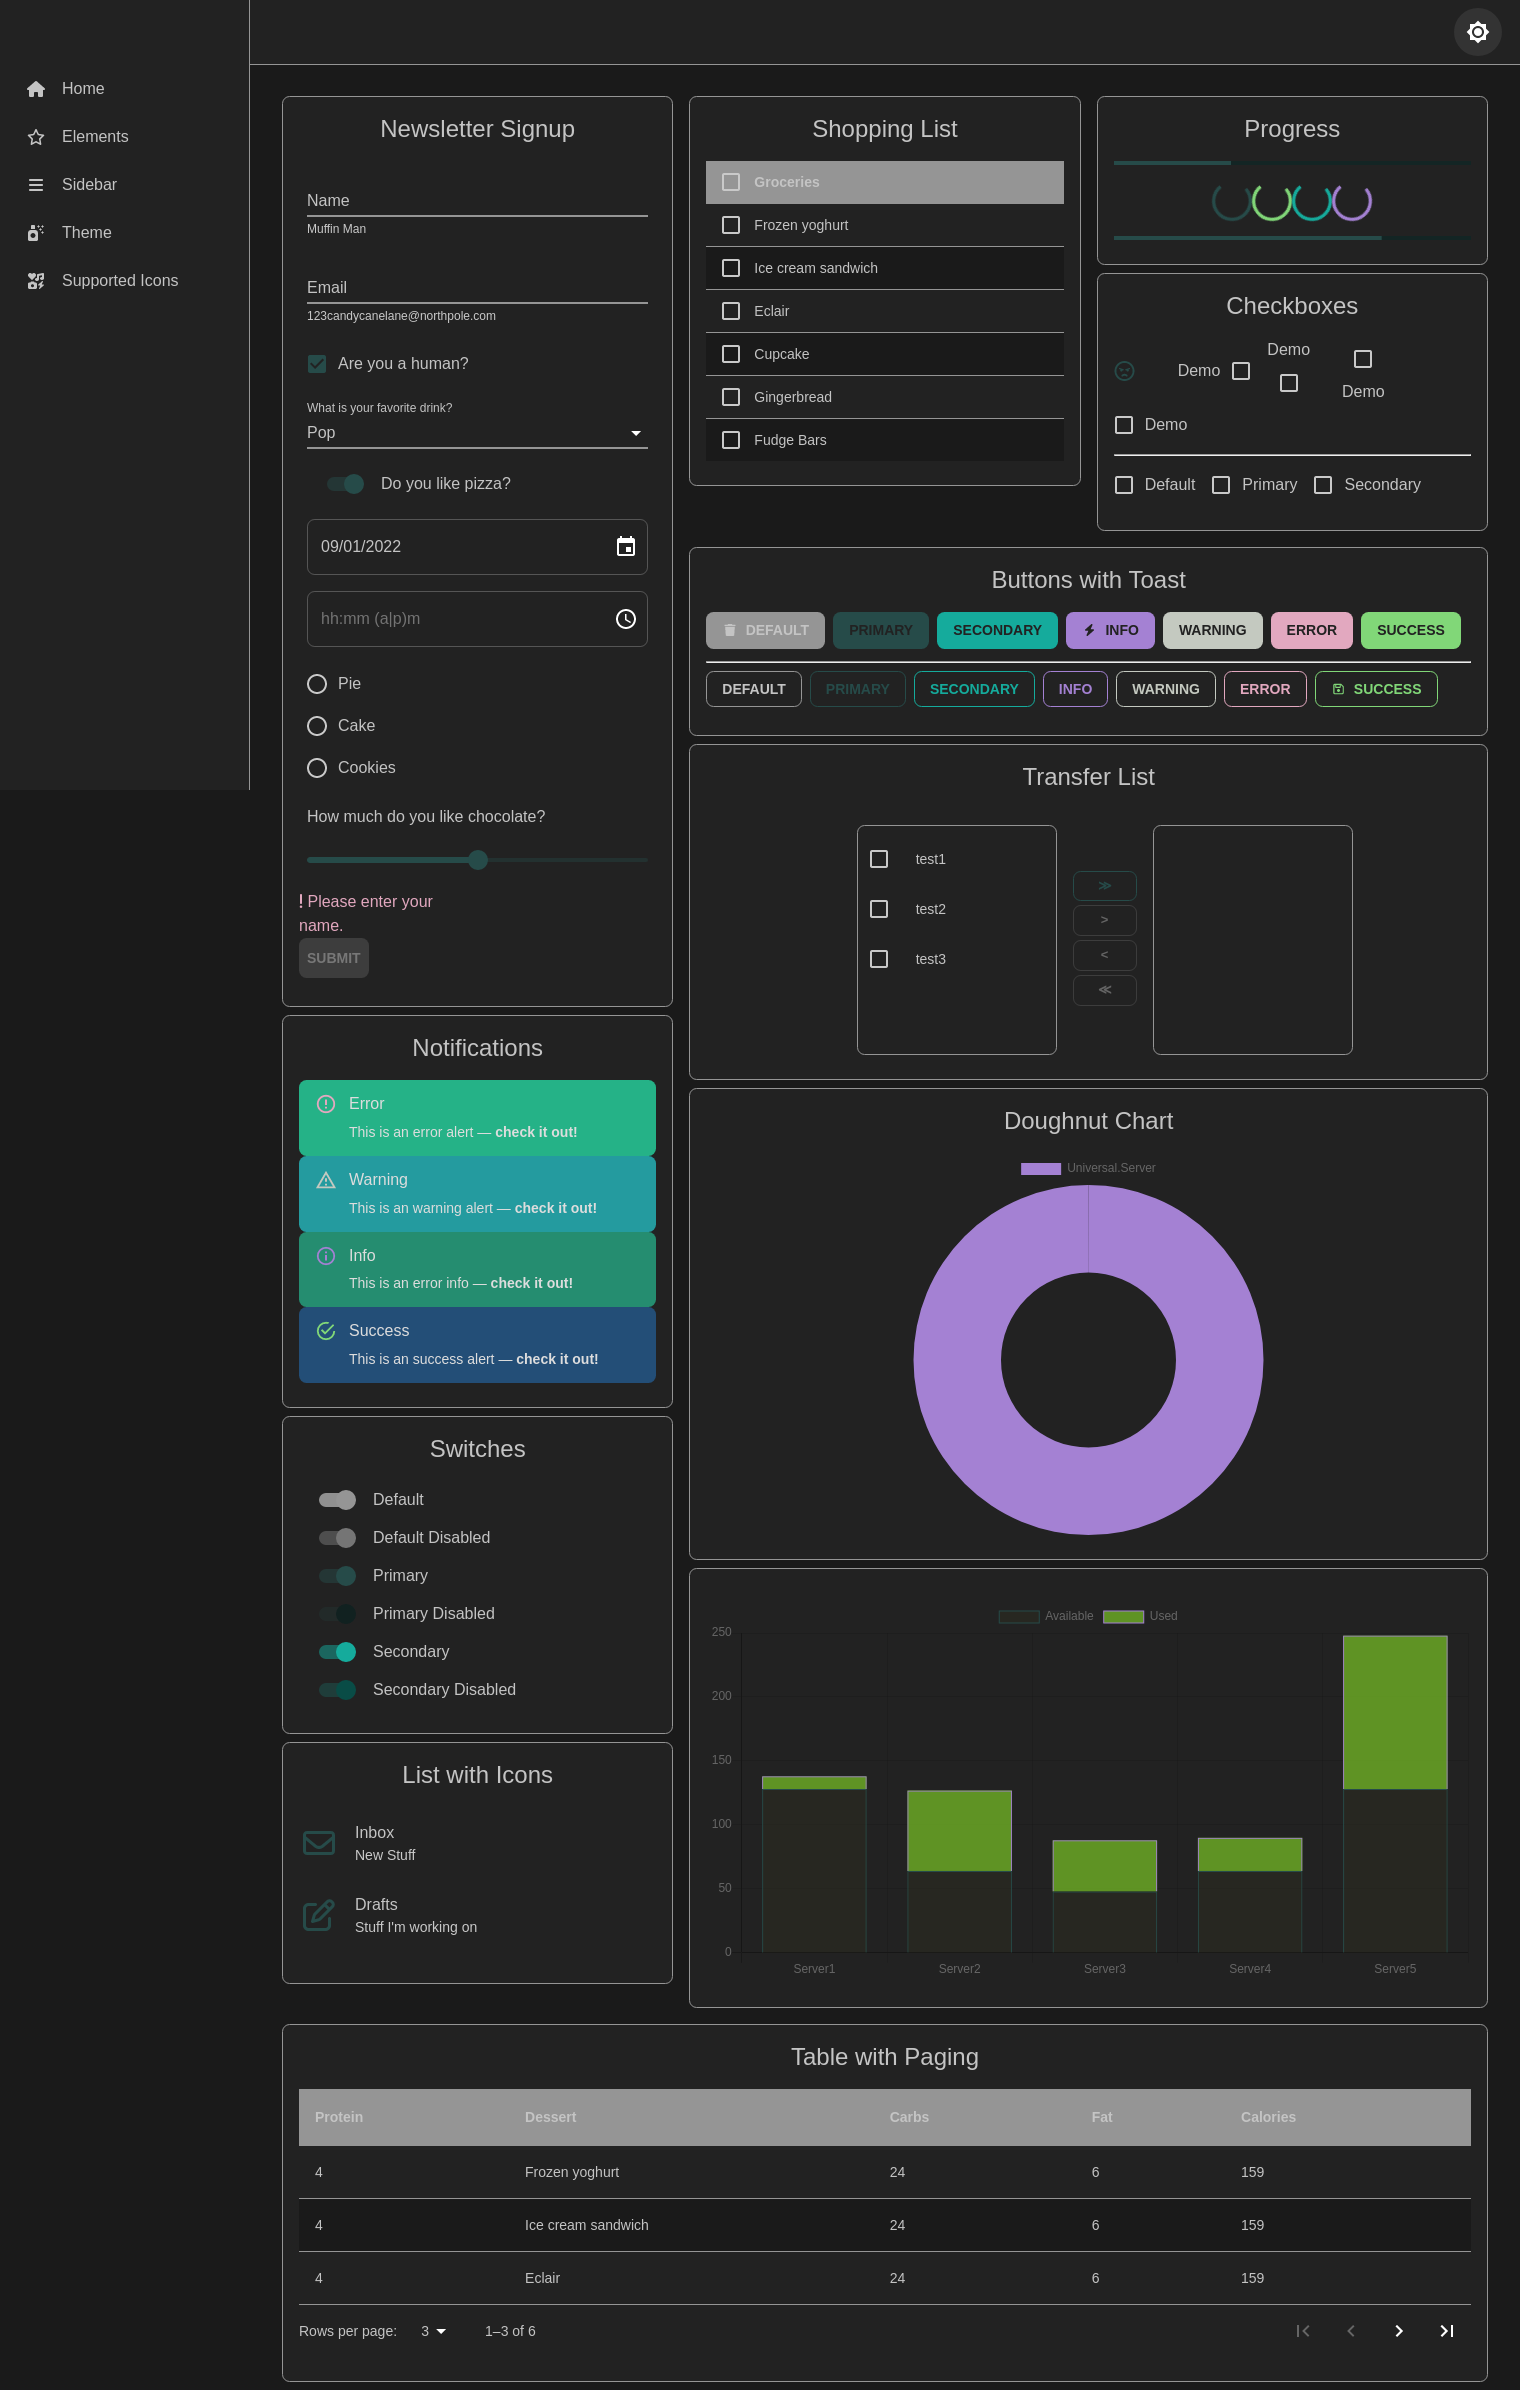 Home
Elements
Sidebar
Theme
Supported Icons
Newsletter Signup
Name
Muffin Man
Email
123candycanelane@northpole.com
Are you a human?
What is your favorite drink?
Pop
Do you like pizza?
09/01/2022
hh:mm (a|p)m
Pie
Cake
Cookies
How much do you like chocolate?
! Please enter your
name.
SUBMIT
Notifications
Error
This is an error alert — check it out!
Warning
This is an warning alert — check it out!
Info
This is an error info — check it out!
Success
This is an success alert — check it out!
Switches
Default
Default Disabled
Primary
Primary Disabled
Secondary
Secondary Disabled
List with Icons
Inbox
New Stuff
Drafts
Stuff I'm working on
Shopping List
Groceries
Frozen yoghurt
Ice cream sandwich
Eclair
Cupcake
Gingerbread
Fudge Bars
Progress
Checkboxes
Demo
Demo
Demo
Demo
Default Primary Secondary
Buttons with Toast
DEFAULT PRIMARY SECONDARY INFO WARNING ERROR SUCCESS
DEFAULT PRIMARY SECONDARY INFO WARNING ERROR SUCCESS
Transfer List
test1
test2
test3
≫
>
<
≪
Doughnut Chart
Universal.Server
Available Used
250
200
150
100
50
0
Server1 Server2 Server3 Server4 Server5
Table with Paging
Protein Dessert Carbs Fat Calories
4 Frozen yoghurt 24 6 159
4 Ice cream sandwich 24 6 159
4 Eclair 24 6 159
Rows per page: 3 1–3 of 6